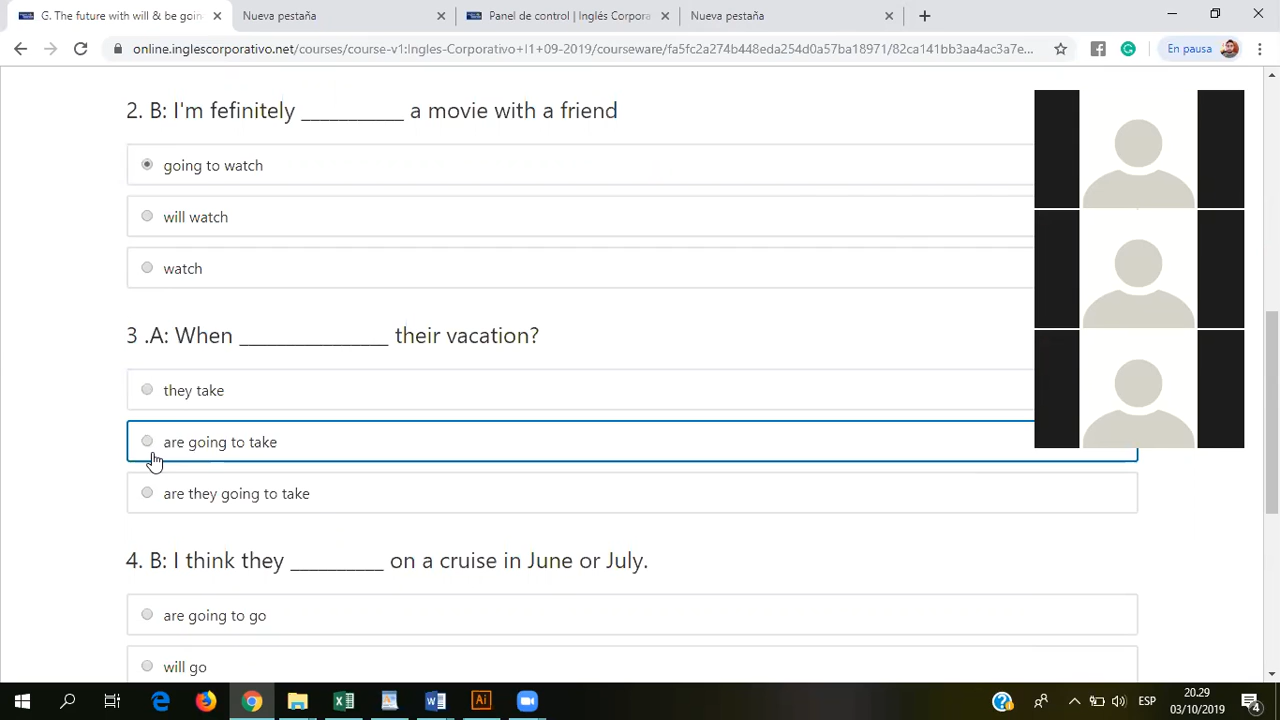 G. The future with will & be goin
Nueva pestaña
Panel de control | Inglés Corpora
Nueva pestaña
online.inglescorporativo.net/courses/course-v1:Ingles-Corporativo+I1+09-2019/courseware/fa5fc2a274b448eda254d0a57ba18971/82ca141bb3aa4ac3a7e...
En pausa
2. B: I'm fefinitely ___________ a movie with a friend
going to watch
will watch
watch
3 .A: When ________________ their vacation?
they take
are going to take
are they going to take
4. B: I think they __________ on a cruise in June or July.
are going to go
will go
ESP
20.29
03/10/2019
4